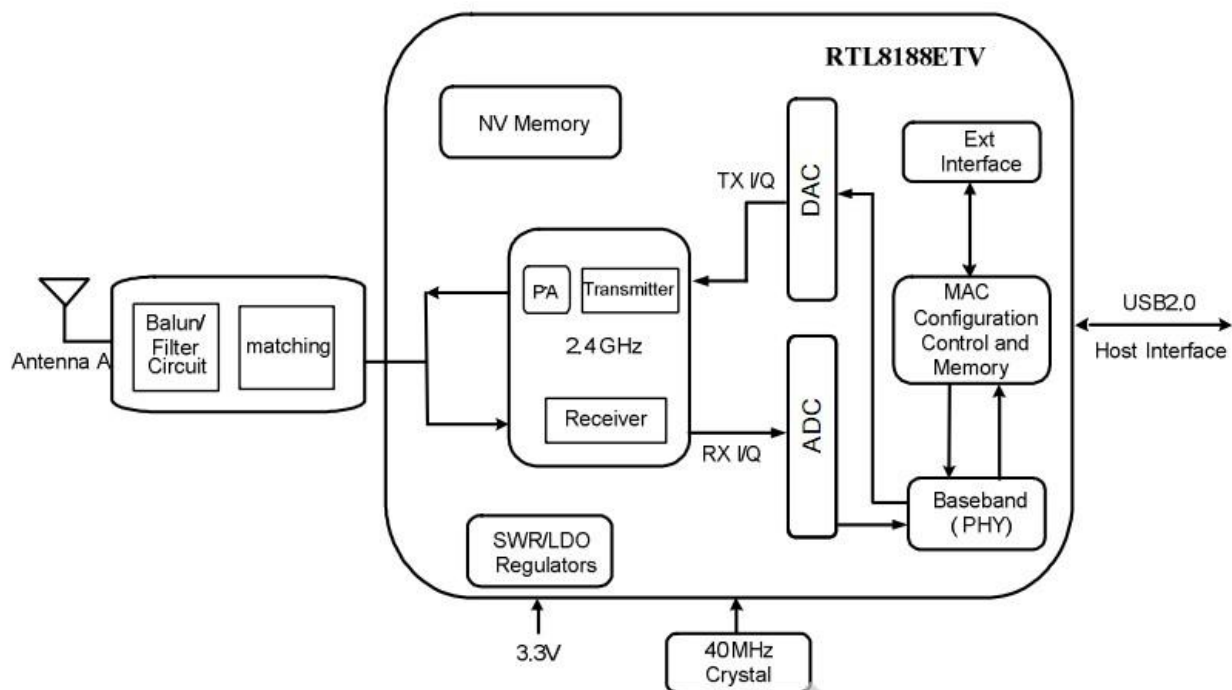 RTL8188ETV
NV Memory
Ext
Interface
DAC
TX I/Q
PA
Transmitter
2.4GHz
Receiver
MAC
Configuration
Control and
Memory
USB2.0
Host Interface
Balun/
Filter
Circuit
matching
Antenna A
ADC
RX I/Q
Baseband
(PHY)
SWR/LDO
Regulators
3.3V
40MHz
Crystal